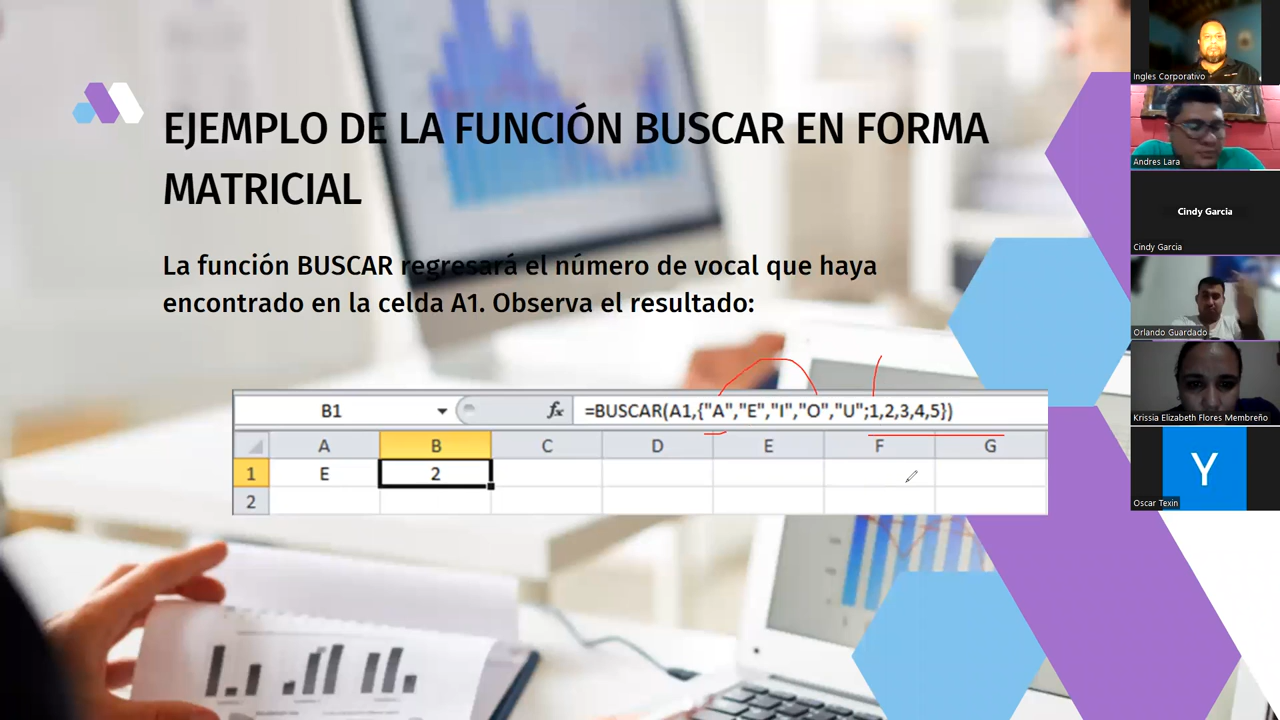 EJEMPLO DE LA FUNCIÓN BUSCAR EN FORMA
MATRICIAL
La función BUSCAR regresará el número de vocal que haya
encontrado en la celda A1. Observa el resultado:
B1 fx =BUSCAR(A1,{"A","E","I","O","U";1,2,3,4,5})
A B C D E F G
1 E 2
2
Ingles Corporativo
Andres Lara
Cindy Garcia
Cindy Garcia
Orlando Guardado
Krissia Elizabeth Flores Membreño
Y
Oscar Texin